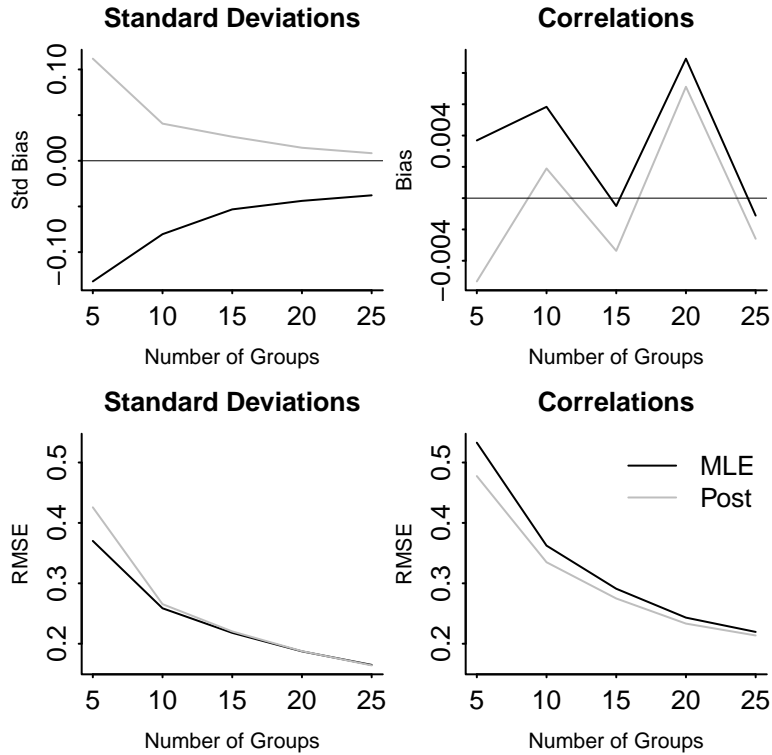 Standard Deviations
Std Bias
0.10
0.00
−0.10
5 10 15 20 25
Number of Groups
Correlations
Bias
0.004
−0.004
5 10 15 20 25
Number of Groups
Standard Deviations
RMSE
0.5
0.4
0.3
0.2
5 10 15 20 25
Number of Groups
Correlations
RMSE
0.5
0.4
0.3
0.2
MLE
Post
5 10 15 20 25
Number of Groups